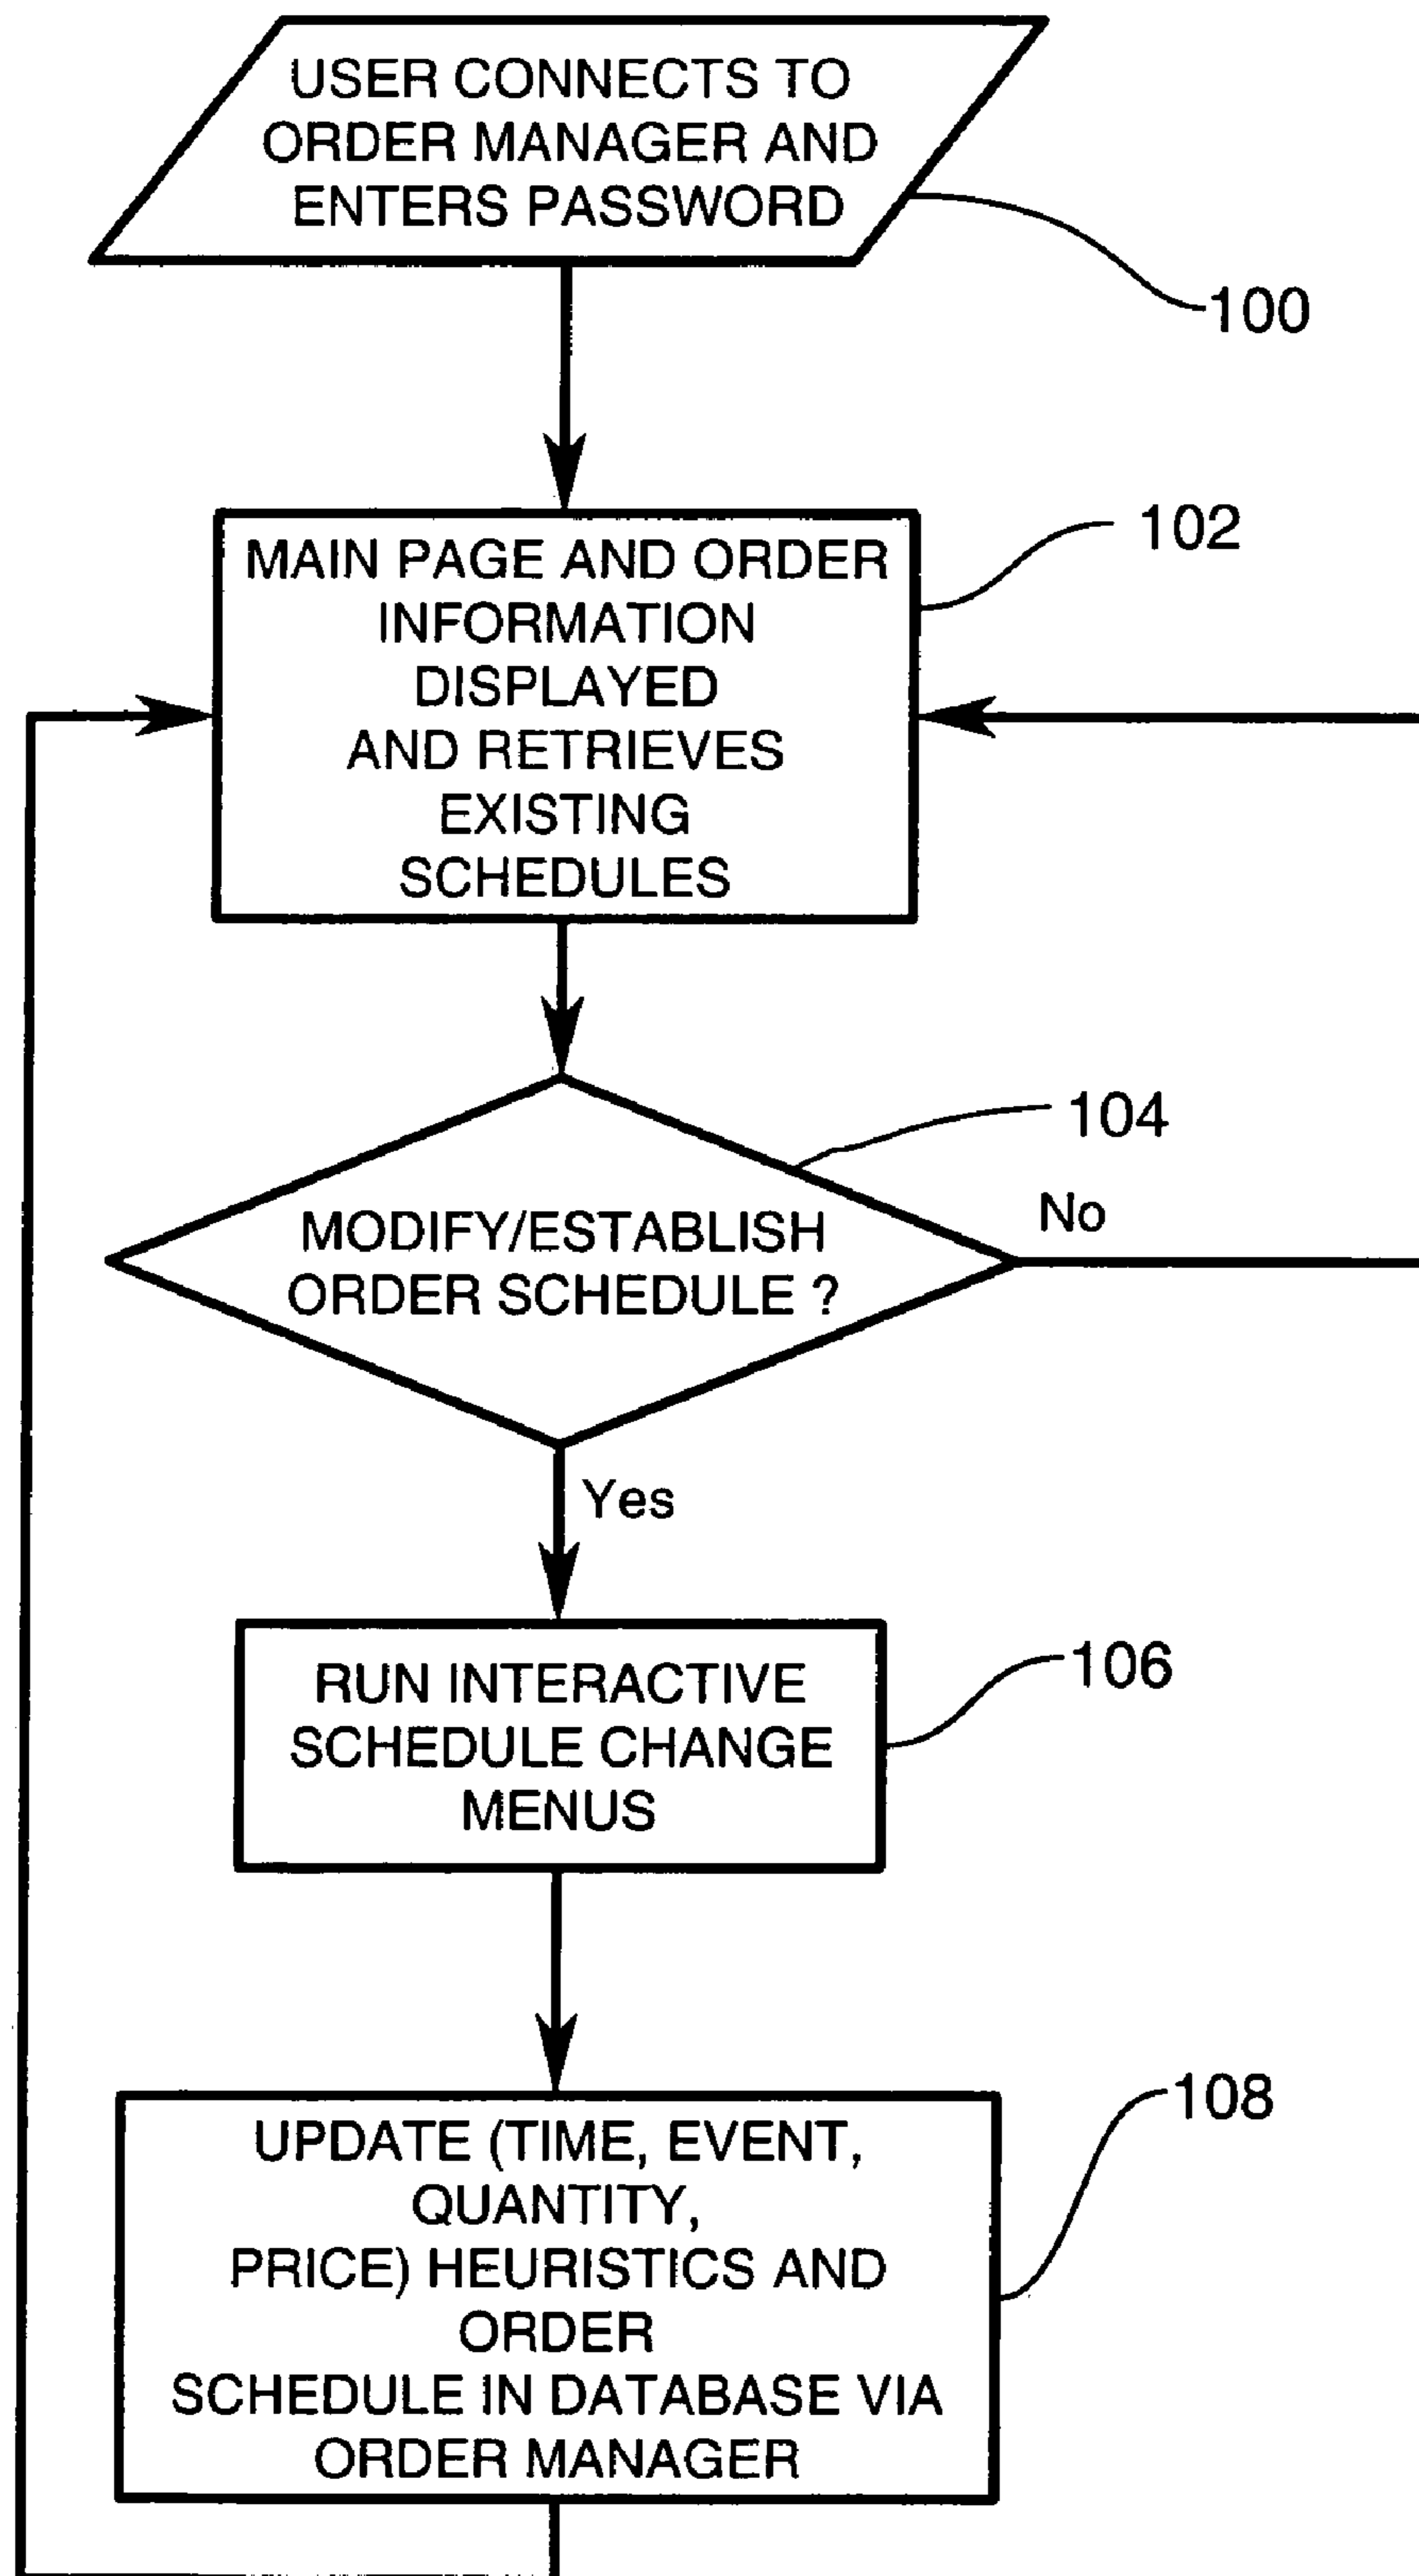 USER CONNECTS TO
ORDER MANAGER AND
ENTERS PASSWORD
100
MAIN PAGE AND ORDER
INFORMATION
DISPLAYED
AND RETRIEVES
EXISTING
SCHEDULES
102
MODIFY/ESTABLISH
ORDER SCHEDULE ?
104
No
Yes
RUN INTERACTIVE
SCHEDULE CHANGE
MENUS
106
UPDATE (TIME, EVENT,
QUANTITY,
PRICE) HEURISTICS AND
ORDER
SCHEDULE IN DATABASE VIA
ORDER MANAGER
108